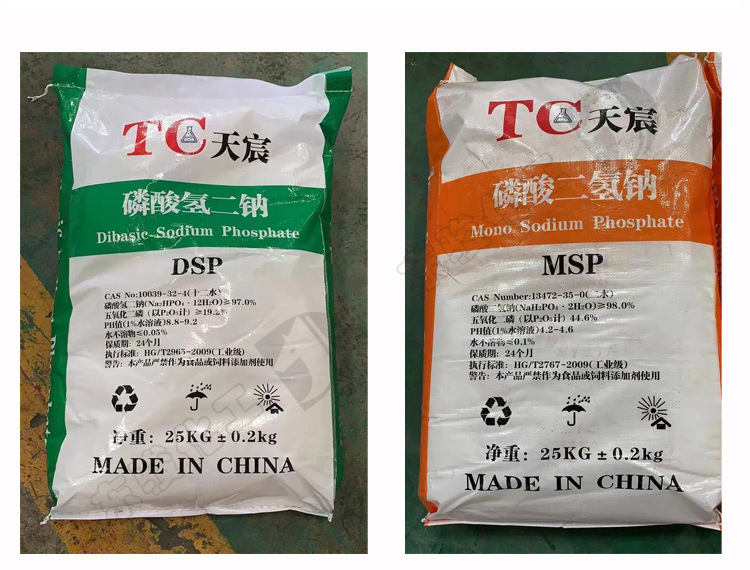 TC天宸
磷酸氢二钠
Dibasic Sodium Phosphate
DSP
CAS No:10039-32-4(十二水)
磷酸氢二钠(Na₂HPO₄·12H₂O)≥97.0%
五氧化二磷（以P₂O₅计）≥19.2%
PH值(1%水溶液)8.8-9.2
水不溶物≤0.05%
保质期：24个月
执行标准：HG/T2965-2009(工业级)
警告：本产品严禁作为食品或饲料添加剂使用
净重：25KG±0.2kg
MADE IN CHINA
TC天宸
磷酸二氢钠
Mono Sodium Phosphate
MSP
CAS Number:13472-35-0(二水)
磷酸二氢钠(NaH₂PO₄·2H₂O)≥98.0%
五氧化二磷（以P₂O₅计）44.6%
PH值(1%水溶液)4.2-4.6
水不溶物≤0.1%
保质期：24个月
执行标准：HG/T2767-2009(工业级)
警告：本产品严禁作为食品或饲料添加剂使用
净重：25KG±0.2kg
MADE IN CHINA